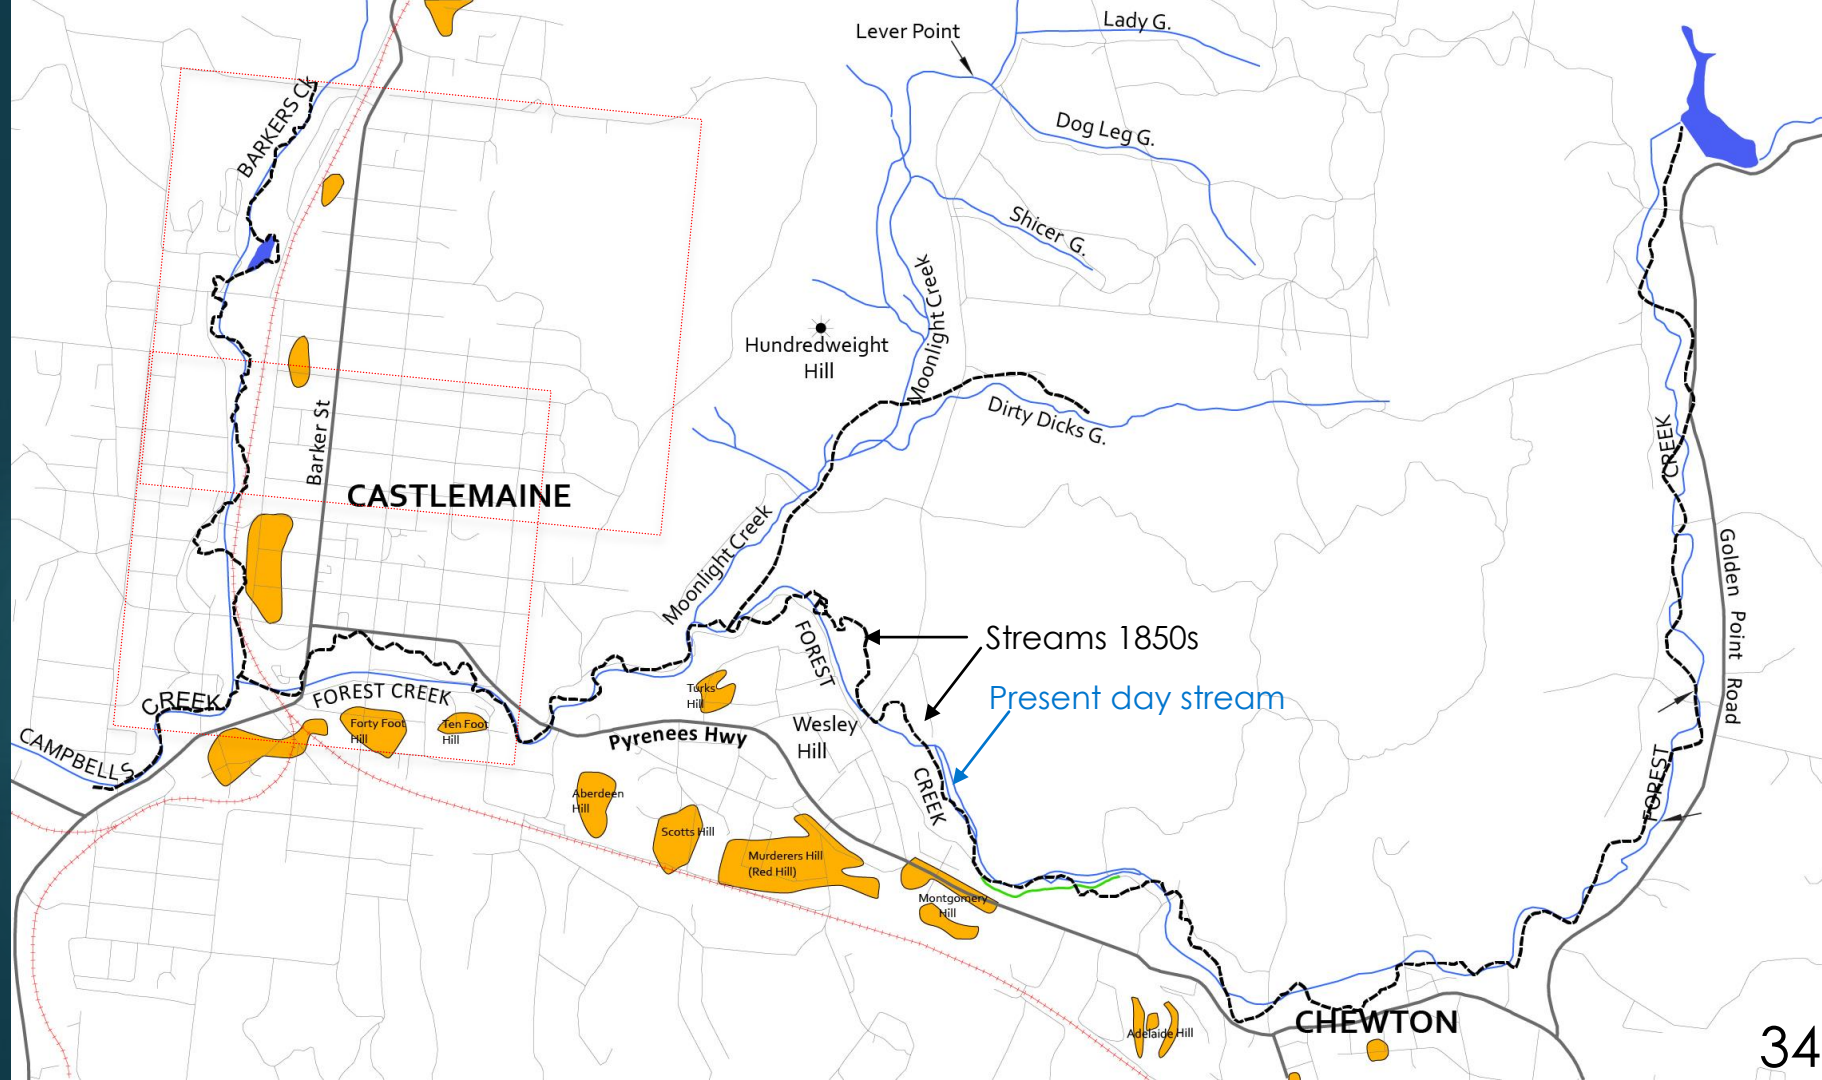 Lady G.
Lever Point
BARKERS CK
Dog Leg G.
Shicer G.
Moonlight Creek
Hundredweight
Hill
Dirty Dicks G.
Barker St
CASTLEMAINE
CREEK
Moonlight Creek
Golden Point Road
FOREST
Streams 1850s
Present day stream
Turks
Hill
CREEK
FOREST CREEK
Forty Foot
Hill
Ten Foot
Hill
Wesley
Hill
Pyrenees Hwy
CAMPBELLS
CREEK
FOREST
Aberdeen
Hill
Scotts Hill
Murderers Hill
(Red Hill)
Montgomery
Hill
CHEWTON
Adelaide Hill
34